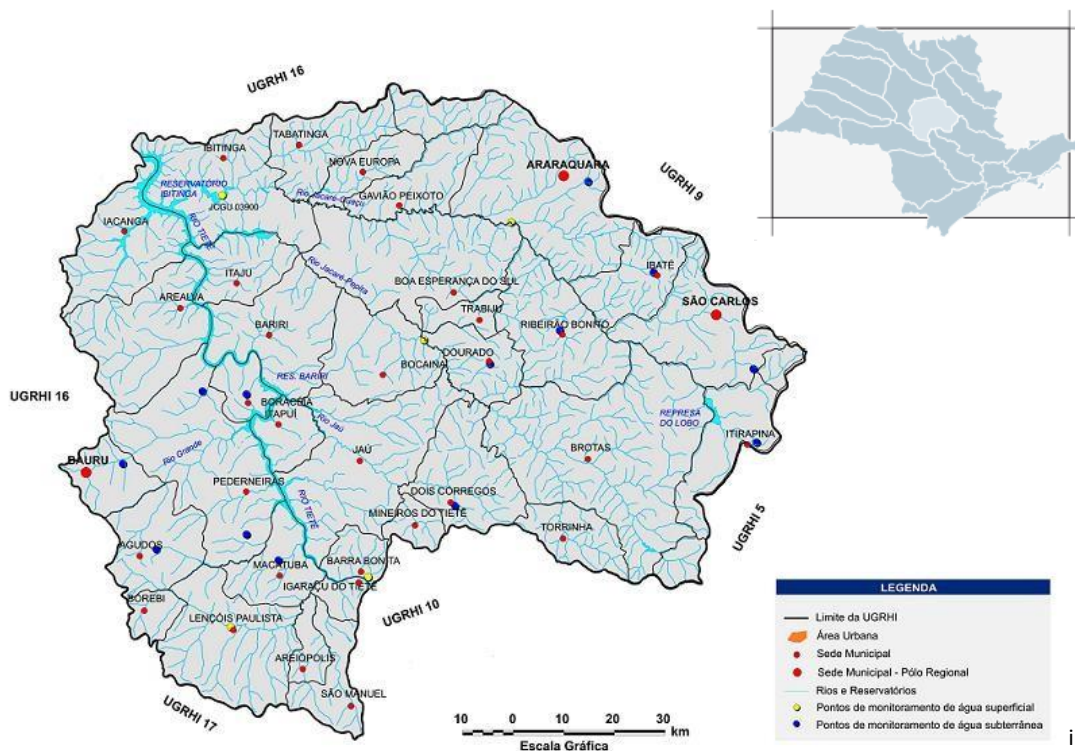 UGRHI 16
TABATINGA
IBITINGA
NOVA EUROPA
ARARAQUARA
UGRHI 9
RESERVATÓRIO
IBITINGA
JCGU 03900
Rio Jacaré-Guaçu
GAVIÃO PEIXOTO
IACANGA
RIO TIETÊ
ITAJU
Rio Jacaré-Pepira
BOA ESPERANÇA DO SUL
IBATÉ
AREALVA
SÃO CARLOS
TRABIJU
BARIRI
RIBEIRÃO BONITO
DOURADO
BOCAINA
RES. BARIRI
UGRHI 16
BORACÉIA
ITAPUÍ
Rio Jaú
REPRESA
DO LOBO
ITIRAPINA
Rio Grande
JAÚ
BROTAS
BAURU
PEDERNEIRAS
DOIS CÓRREGOS
RIO TIETÊ
MINEIROS DO TIETÊ
TORRINHA
UGRHI 5
AGUDOS
MACATUBA
BARRA BONITA
IGARAÇU DO TIETÊ
BOREBI
UGRHI 10
LENÇÓIS PAULISTA
AREIÓPOLIS
SÃO MANUEL
UGRHI 17
10 0 10 20 30 km
Escala Gráfica
LEGENDA
Limite da UGRHI
Área Urbana
Sede Municipal
Sede Municipal - Pólo Regional
Rios e Reservatórios
Pontos de monitoramento de água superficial
Pontos de monitoramento de água subterrânea
i